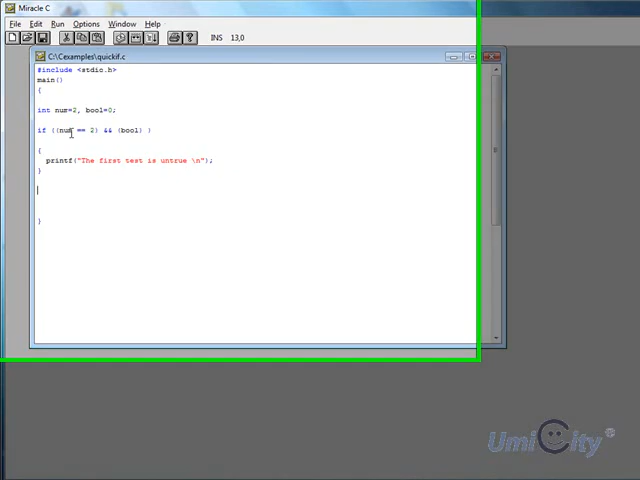 Miracle C
File Edit Run Options Window Help
INS 13,0
C:\Cexamples\quickif.c
#include <stdio.h>
main()
{
int num=2, bool=0;
if ((num == 2) && (bool) )
{
printf("The first test is untrue \n");
}
}
UmiCity ®